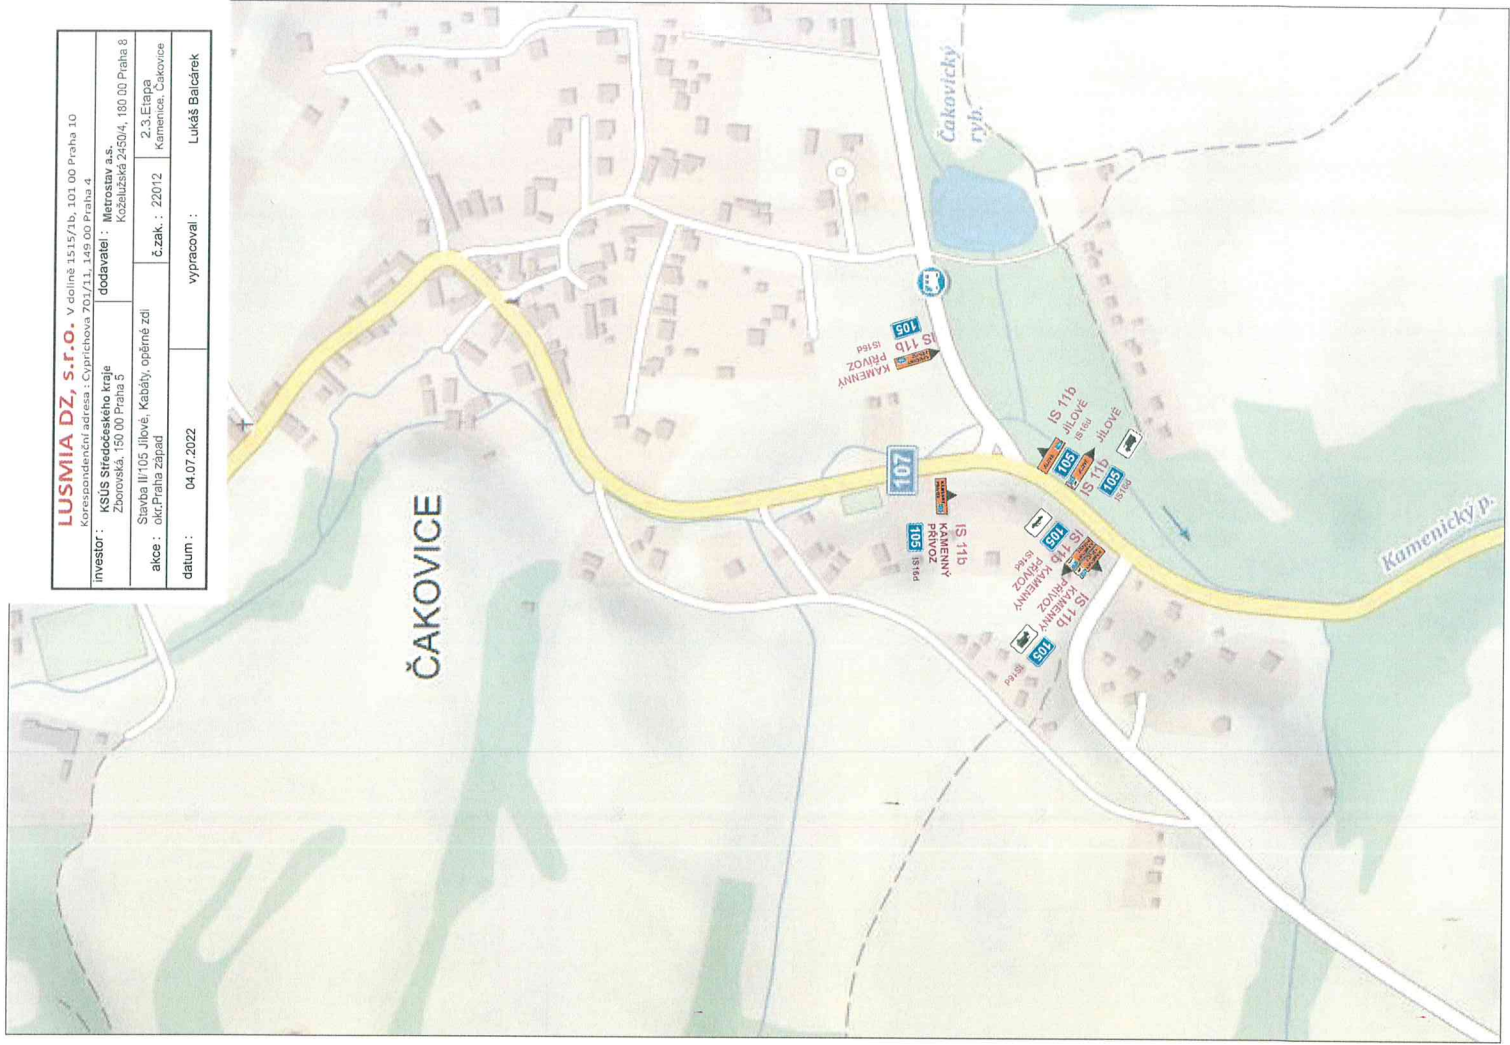 LUSMIA DZ, s.r.o. V dolině 1515/1b, 101 00 Praha 10
Korespondenční adresa : Cyprichova 701/11, 149 00 Praha 4
investor : KSÚS Středočeského kraje
Zborovská, 150 00 Praha 5
dodavatel : Metrostav a.s.
Koželužská 2450/4, 180 00 Praha 8
akce : Stavba II/105 Jílové, Kabáty, opěrné zdi
okr.Praha západ
č.zak. : 22012
2.3.Etapa
Kamenice, Čakovice
datum : 04.07.2022
vypracoval : Lukáš Balcárek
ČAKOVICE
Čakovický
ryb.
105
IS 11b
IS16d
KAMENNÝ
PŘÍVOZ
107
IS 11b
JÍLOVÉ
IS16d
105
JÍLOVÉ
IS 11b
105
IS16d
105
IS16d
IS 11b
KAMENNÝ
PŘÍVOZ
105
IS 11b
IS16d
KAMENNÝ
PŘÍVOZ
IS 11b
KAMENNÝ
PŘÍVOZ
105
IS16d
Kamenický p.